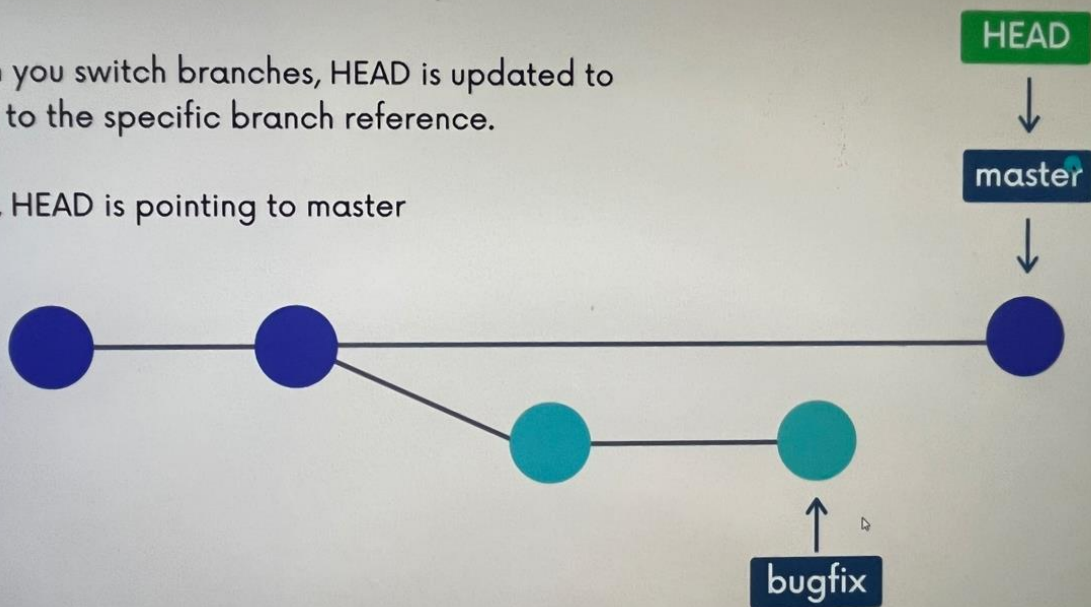 you switch branches, HEAD is updated to
to the specific branch reference.
HEAD is pointing to master
HEAD
master
bugfix